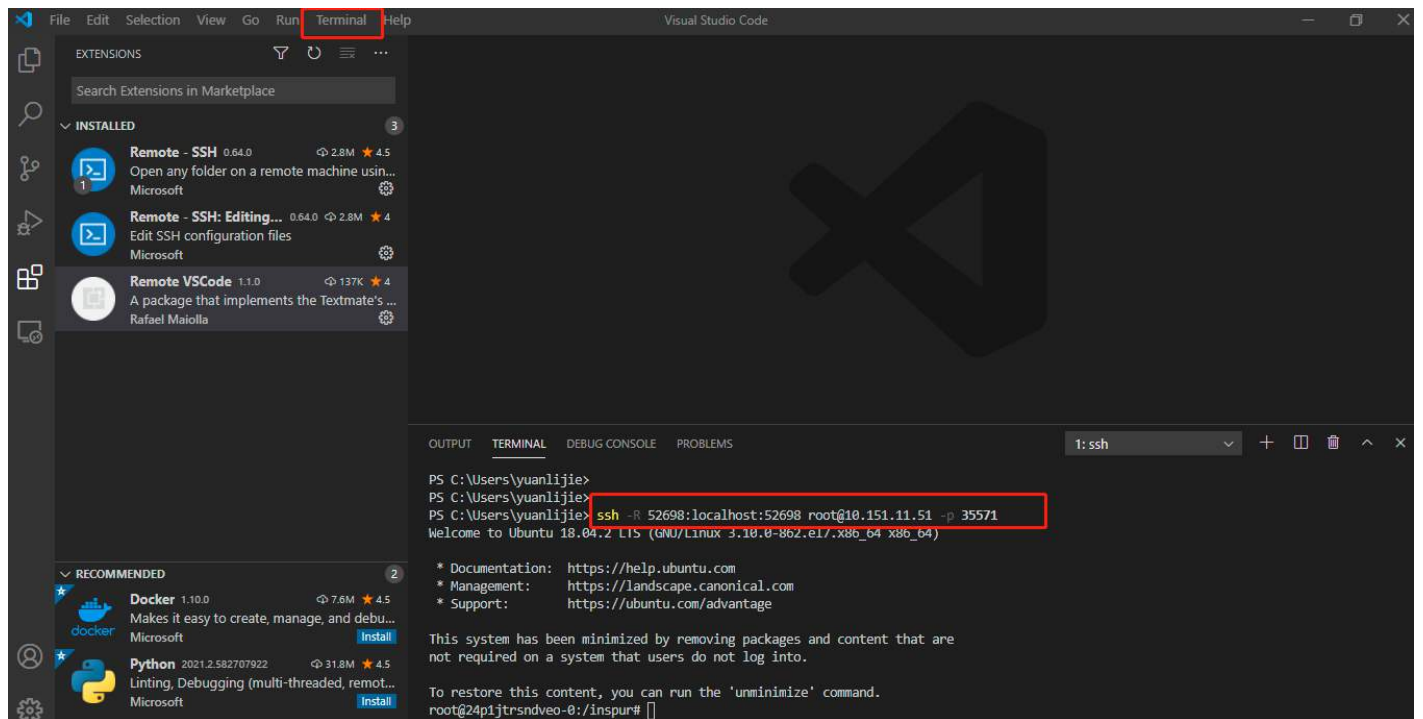 File Edit Selection View Go Run Terminal Help
Visual Studio Code
EXTENSIONS
Search Extensions in Marketplace
INSTALLED 3
Remote - SSH 0.64.0 2.8M 4.5
Open any folder on a remote machine usin...
1
Microsoft
Remote - SSH: Editing... 0.64.0 2.8M 4
Edit SSH configuration files
Microsoft
Remote VSCode 1.1.0 137K 4
A package that implements the Textmate's ...
Rafael Maiolla
RECOMMENDED 2
Docker 1.10.0 7.6M 4.5
Makes it easy to create, manage, and debu...
docker
Microsoft Install
Python 2021.2.582707922 31.8M 4.5
Linting, Debugging (multi-threaded, remot...
Microsoft Install
OUTPUT TERMINAL DEBUG CONSOLE PROBLEMS 1: ssh
PS C:\Users\yuanlijie>
PS C:\Users\yuanlijie>
PS C:\Users\yuanlijie> ssh -R 52698:localhost:52698 root@10.151.11.51 -p 35571
Welcome to Ubuntu 18.04.2 LTS (GNU/Linux 3.10.0-862.el7.x86_64 x86_64)
* Documentation: https://help.ubuntu.com
* Management: https://landscape.canonical.com
* Support: https://ubuntu.com/advantage
This system has been minimized by removing packages and content that are
not required on a system that users do not log into.
To restore this content, you can run the 'unminimize' command.
root@24p1jtrsndveo-0:/inspur#